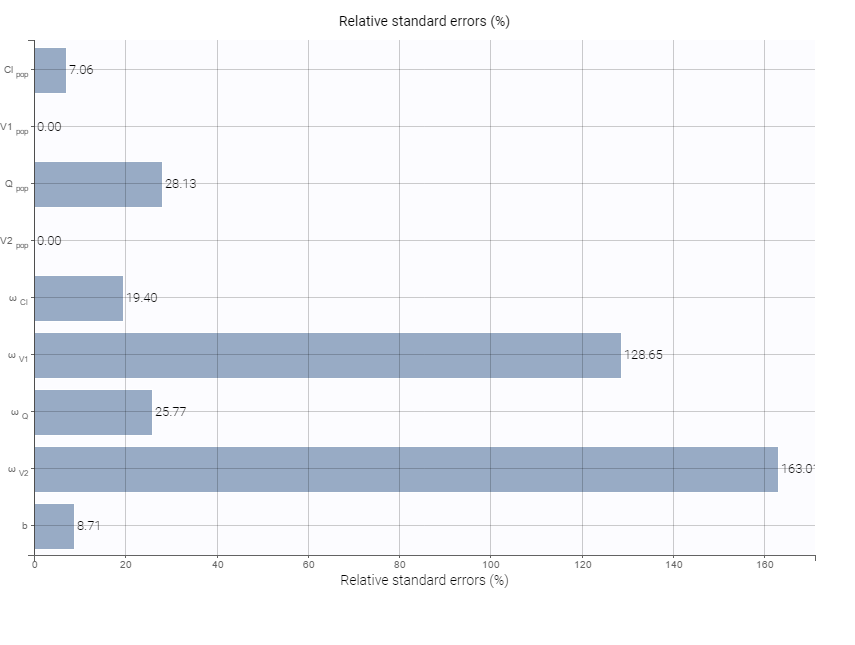 Relative standard errors (%)
Cl pop 7.06
V1 pop 0.00
Q pop 28.13
V2 pop 0.00
ω Cl 19.40
ω V1 128.65
ω Q 25.77
ω V2 163.0
b 8.71
0 20 40 60 80 100 120 140 160
Relative standard errors (%)